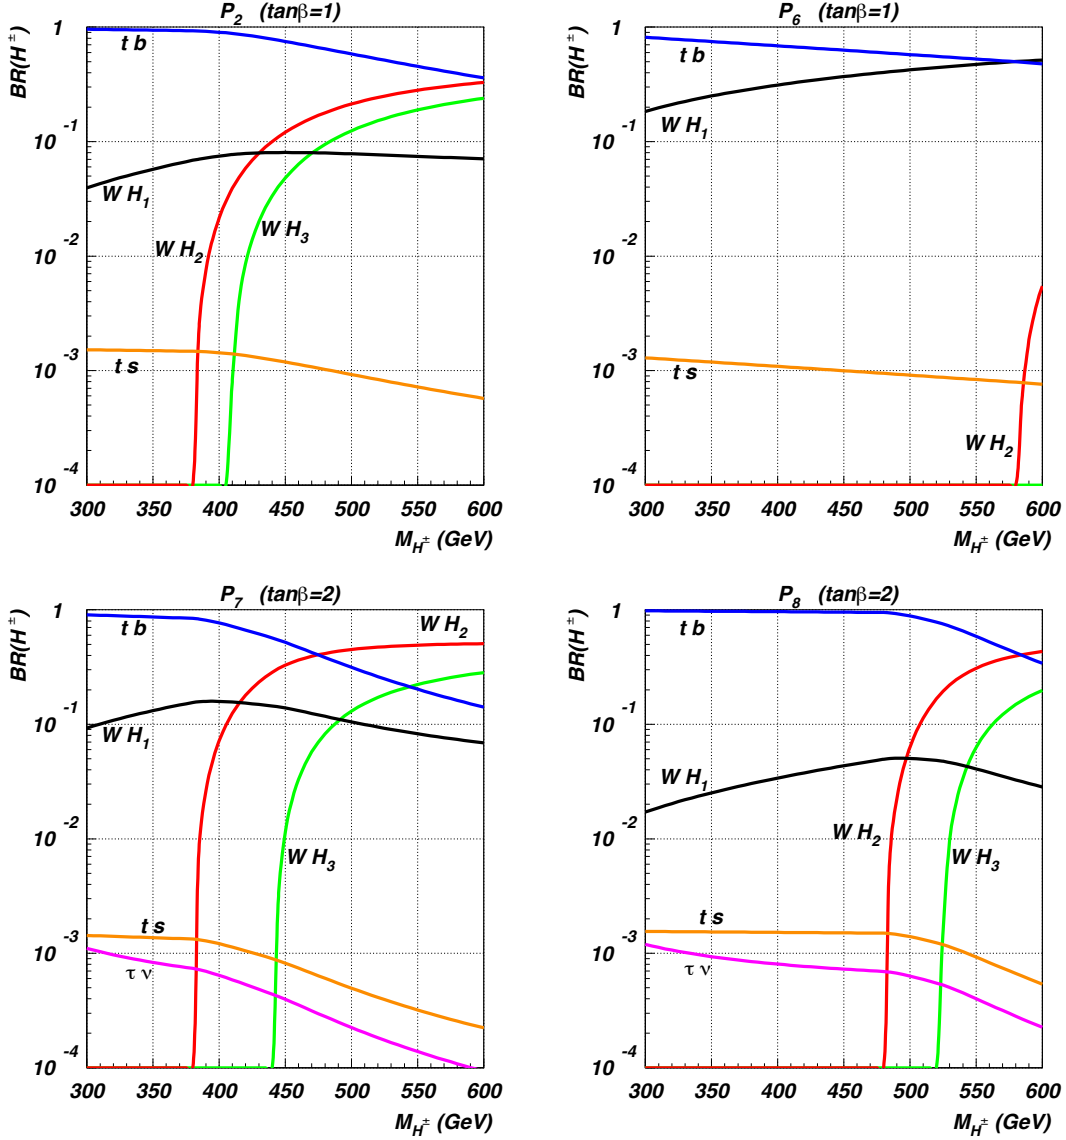 P₂ (tanβ=1)
BR(H±)
1
10⁻¹
10⁻²
10⁻³
10⁻⁴
t b
W H₁
W H₂
W H₃
t s
300 350 400 450 500 550 600
M_H± (GeV)
P₆ (tanβ=1)
BR(H±)
1
10⁻¹
10⁻²
10⁻³
10⁻⁴
t b
W H₁
t s
W H₂
300 350 400 450 500 550 600
M_H± (GeV)
P₇ (tanβ=2)
BR(H±)
1
10⁻¹
10⁻²
10⁻³
10⁻⁴
t b
W H₂
W H₁
W H₃
t s
τ ν
300 350 400 450 500 550 600
M_H± (GeV)
P₈ (tanβ=2)
BR(H±)
1
10⁻¹
10⁻²
10⁻³
10⁻⁴
t b
W H₁
W H₂
W H₃
t s
τ ν
300 350 400 450 500 550 600
M_H± (GeV)